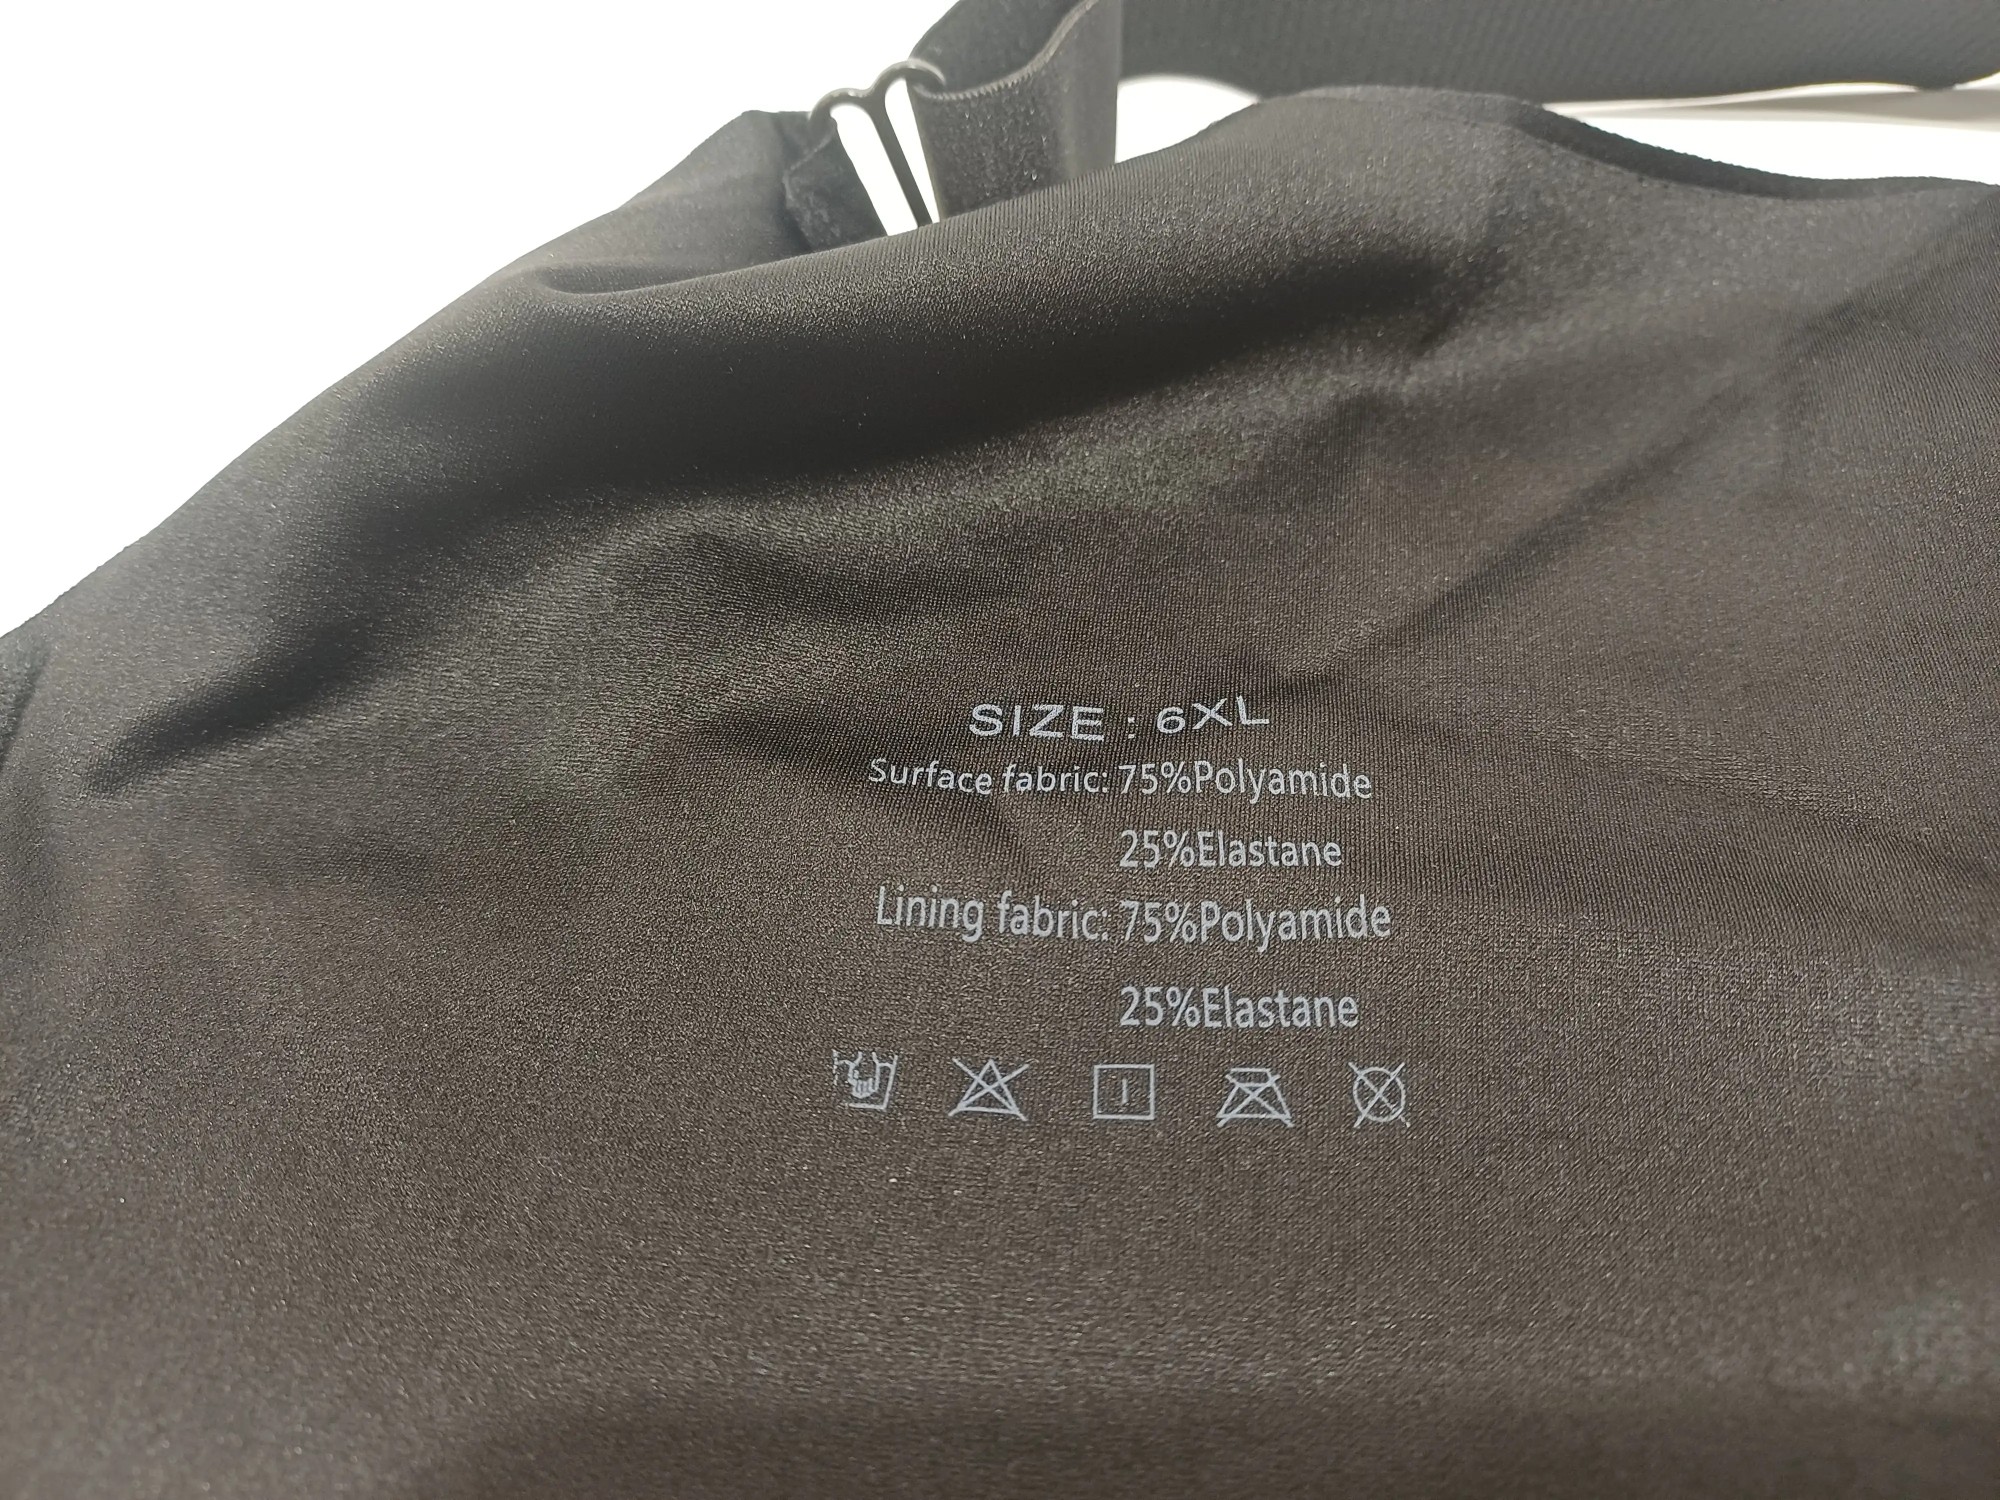 SIZE : 6XL
Surface fabric: 75%Polyamide
25%Elastane
Lining fabric: 75%Polyamide
25%Elastane